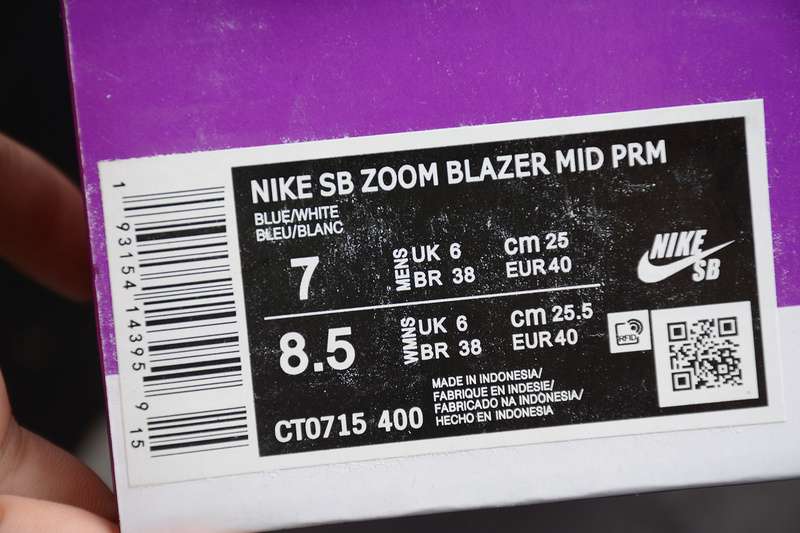 NIKE SB ZOOM BLAZER MID PRM
BLUE/WHITE
BLEU/BLANC
7 MENS UK 6 cm 25
BR 38 EUR 40
8.5 WMNS UK 6 cm 25.5
BR 38 EUR 40
CT0715 400
MADE IN INDONESIA/
FABRIQUE EN INDESIE/
FABRICADO NA INDONESIA/
HECHO EN INDONESIA
NIKE
SB
RFID
1 93154 14395 9 15